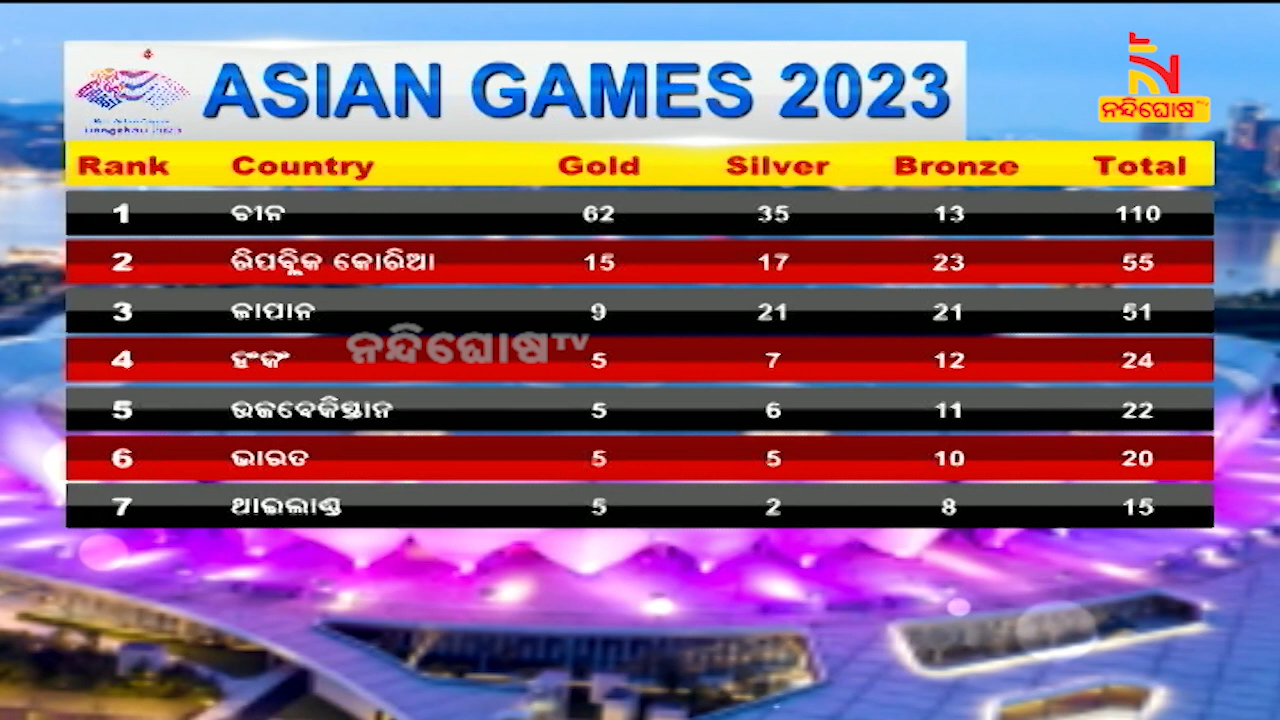 ASIAN GAMES 2023
ନନ୍ଦିଘୋଷ TV
Rank Country Gold Silver Bronze Total
1 ଚୀନ 62 35 13 110
2 ରିପବ୍ଲିକ କୋରିଆ 15 17 23 55
3 ଜାପାନ 9 21 21 51
4 ହଂକଂ 5 7 12 24
ନନ୍ଦିଘୋଷTV
5 ଉଜବେକିସ୍ତାନ 5 6 11 22
6 ଭାରତ 5 5 10 20
7 ଥାଇଲାଣ୍ଡ 5 2 8 15